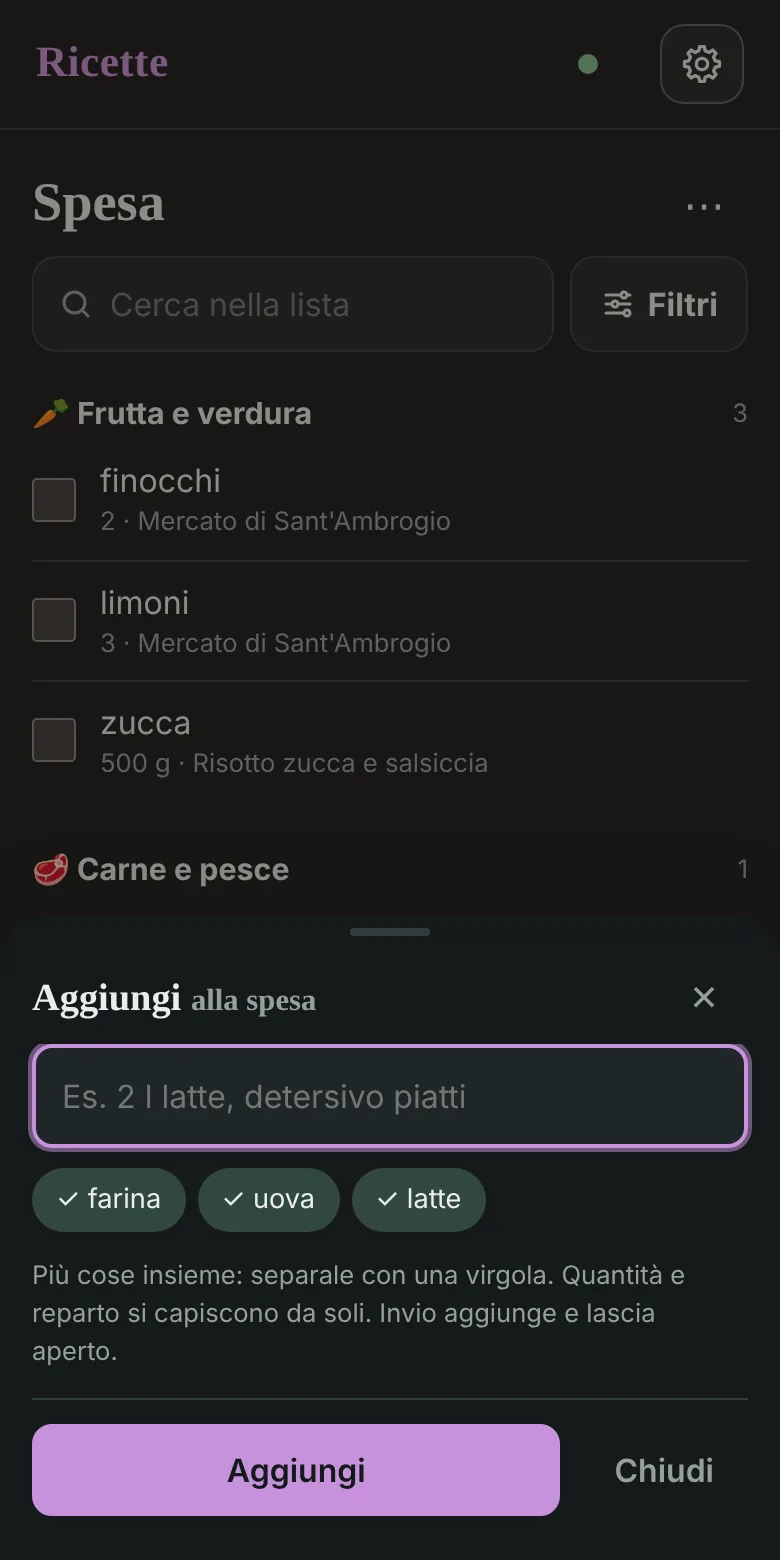 Ricette
Spesa
Cerca nella lista
Filtri
Frutta e verdura
3
finocchi
2 · Mercato di Sant'Ambrogio
limoni
3 · Mercato di Sant'Ambrogio
zucca
500 g · Risotto zucca e salsiccia
Carne e pesce
1
Aggiungi alla spesa
Es. 2 l latte, detersivo piatti
✓ farina ✓ uova ✓ latte
Più cose insieme: separale con una virgola. Quantità e
reparto si capiscono da soli. Invio aggiunge e lascia
aperto.
Aggiungi
Chiudi